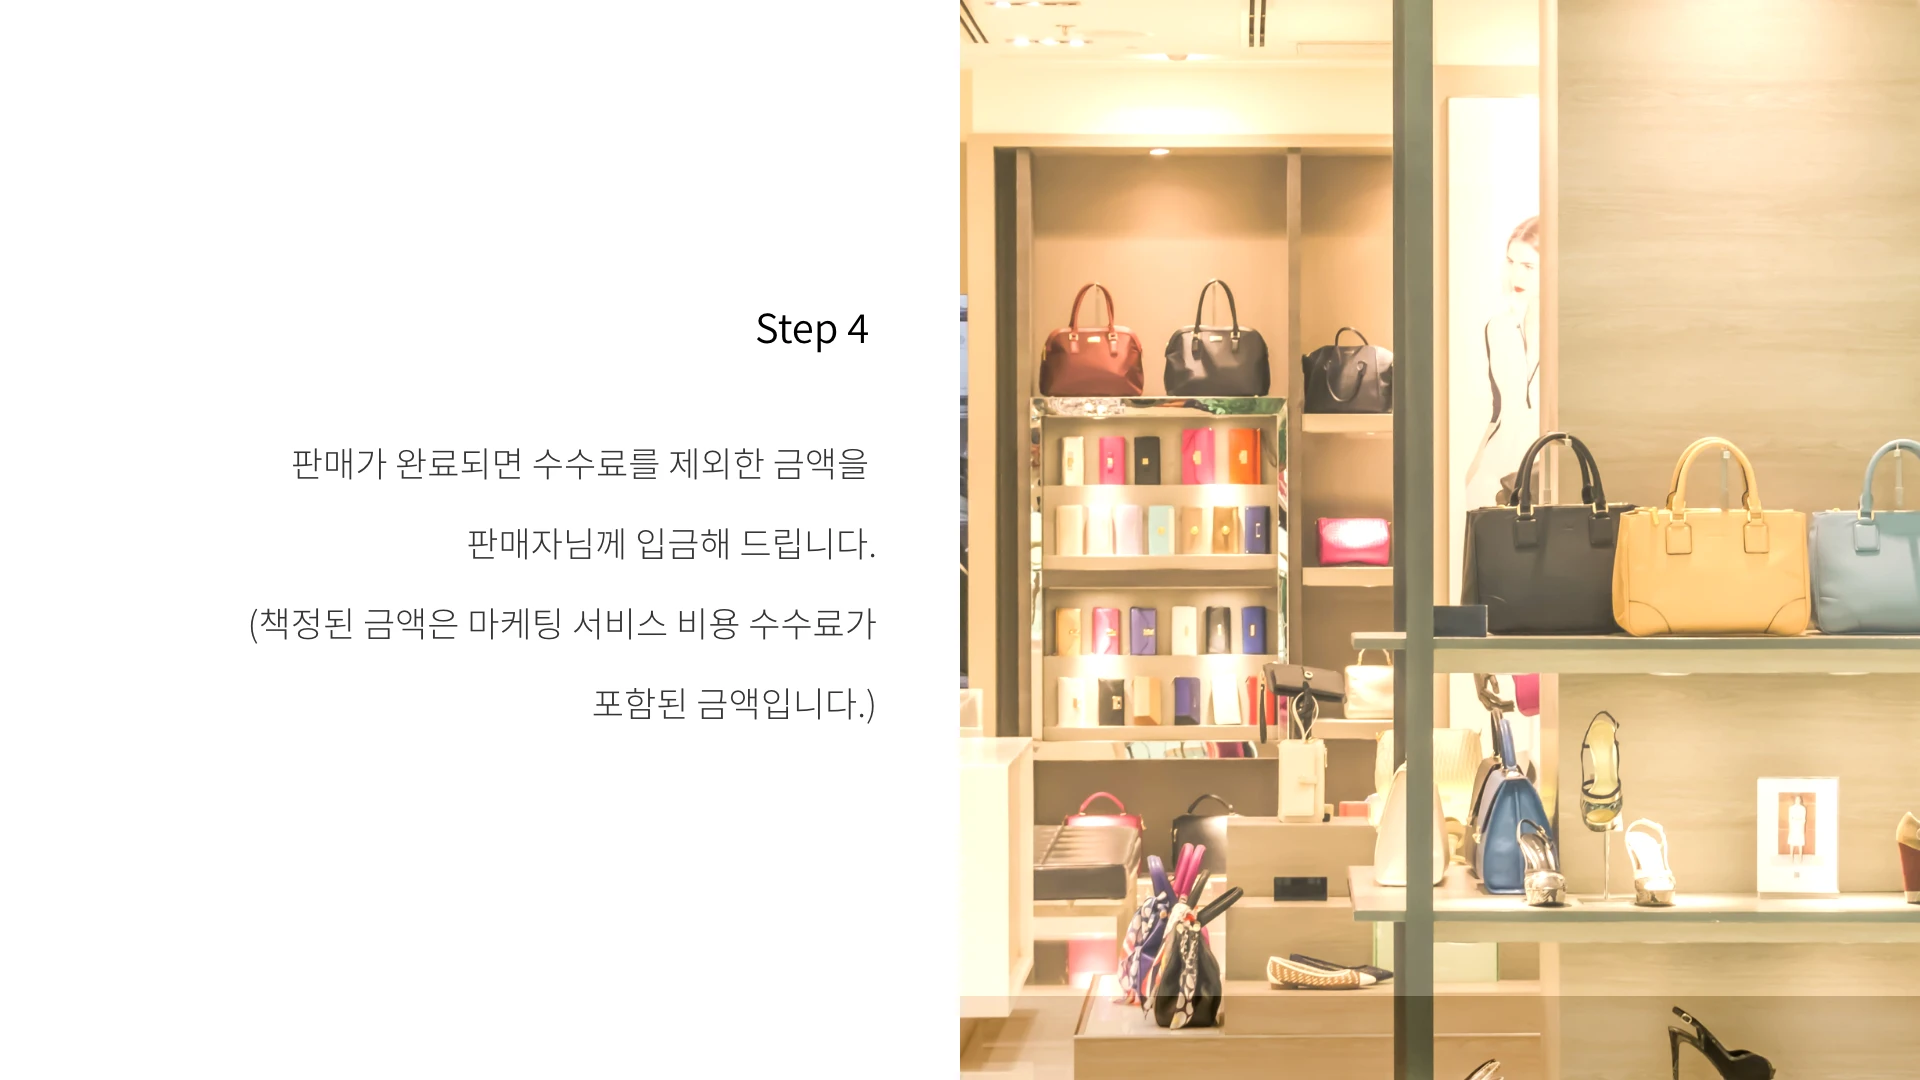 Step 4
판매가 완료되면 수수료를 제외한 금액을
판매자님께 입금해 드립니다.
(책정된 금액은 마케팅 서비스 비용 수수료가
포함된 금액입니다.)